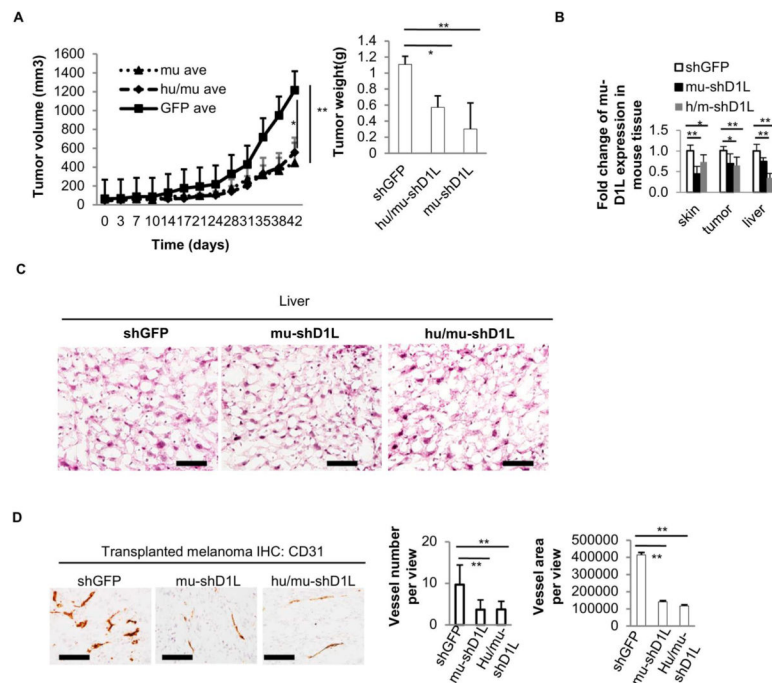 A
Tumor volume (mm3)
1600
1400
1200
1000
800
600
400
200
0
mu ave
hu/mu ave
GFP ave
*
**
0 3 7 10 14 17 21 24 28 31 35 38 42
Time (days)
Tumor weight(g)
1.4
1.2
1
0.8
0.6
0.4
0.2
0
**
*
shGFP
hu/mu-shD1L
mu-shD1L
B
Fold change of mu-
D1L expression in
mouse tissue
shGFP
mu-shD1L
h/m-shD1L
1.0
0.5
0.0
*
**
**
*
**
**
skin
tumor
liver
C
Liver
shGFP mu-shD1L hu/mu-shD1L
D
Transplanted melanoma IHC: CD31
shGFP mu-shD1L hu/mu-shD1L
Vessel number
per view
20
10
0
**
**
shGFP
mu-shD1L
Hu/mu-
shD1L
Vessel area
per view
500000
400000
300000
200000
100000
0
**
**
shGFP
mu-shD1L
Hu/mu-
shD1L